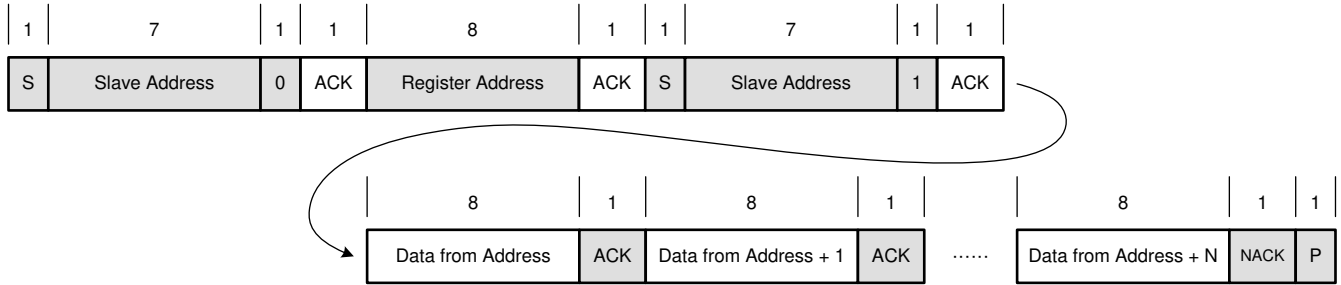 1 7 1 1 8 1 1 7 1 1
S Slave Address 0 ACK Register Address ACK S Slave Address 1 ACK
8 1 8 1 8 1 1
Data from Address ACK Data from Address + 1 ACK ...... Data from Address + N NACK P